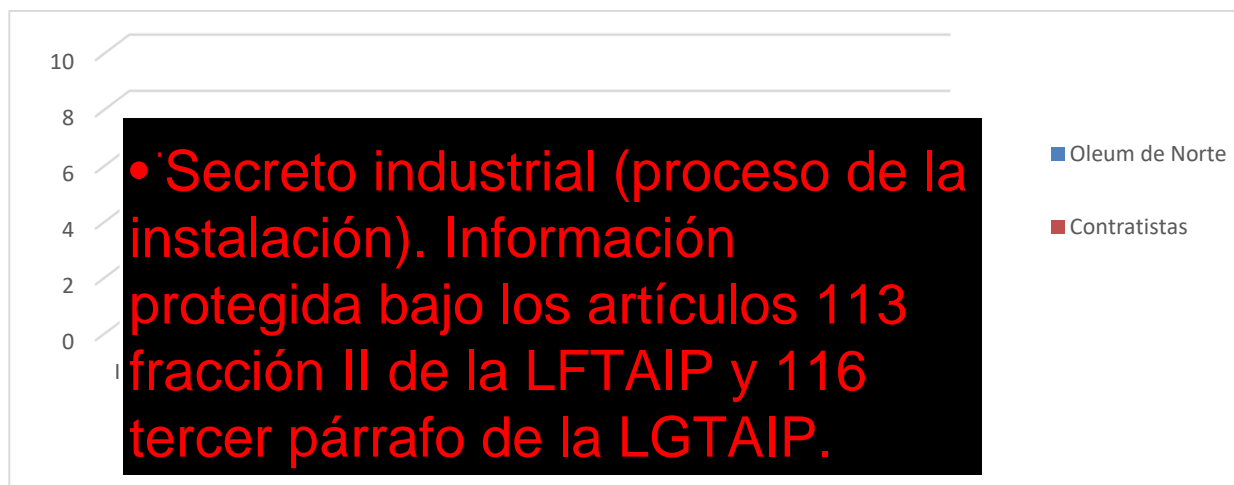 10
8
6
4
2
0
• Secreto industrial (proceso de la
instalación). Información
protegida bajo los artículos 113
fracción II de la LFTAIP y 116
tercer párrafo de la LGTAIP.
Oleum de Norte
Contratistas